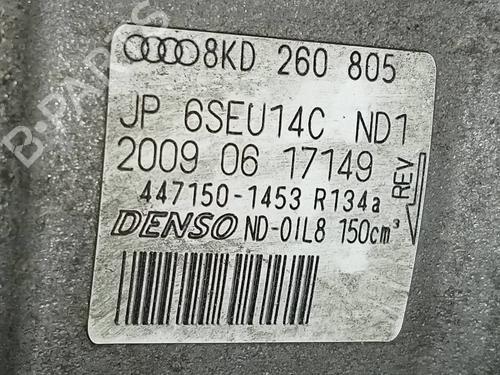 8KD 260 805
JP 6SEU14C ND1
2009 06 17149
REV
447150-1453 R134a
DENSO ND-OIL8 150cm³
B-PARTS